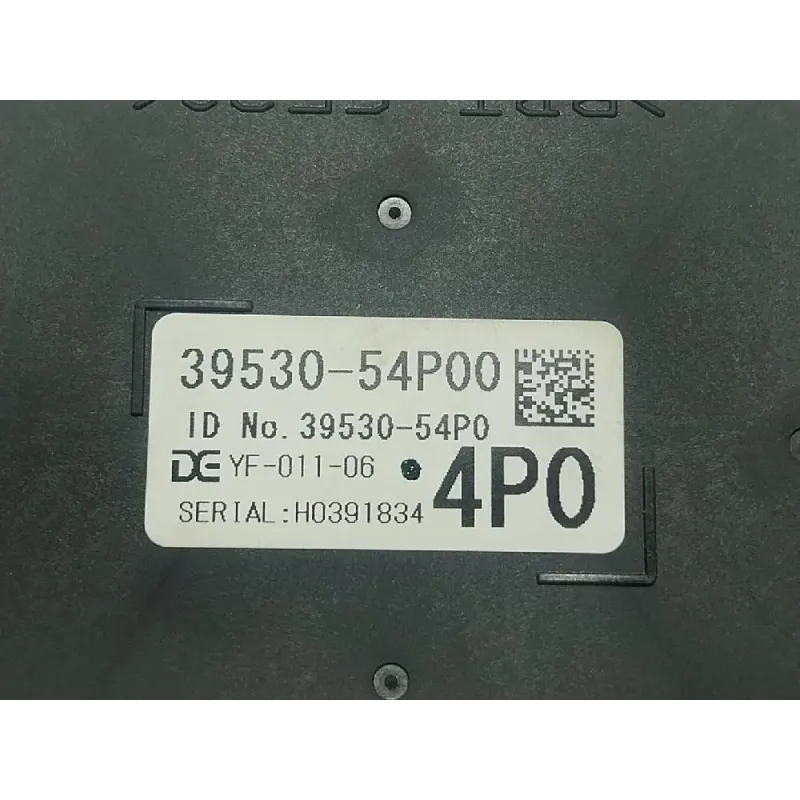 39530-54P00
ID No. 39530-54P0
DE YF-011-06
4P0
SERIAL:H0391834